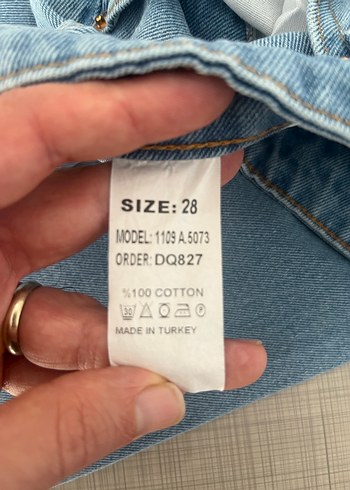 SIZE: 28
MODEL: 1109 A.5073
ORDER: DQ827
%100 COTTON
MADE IN TURKEY